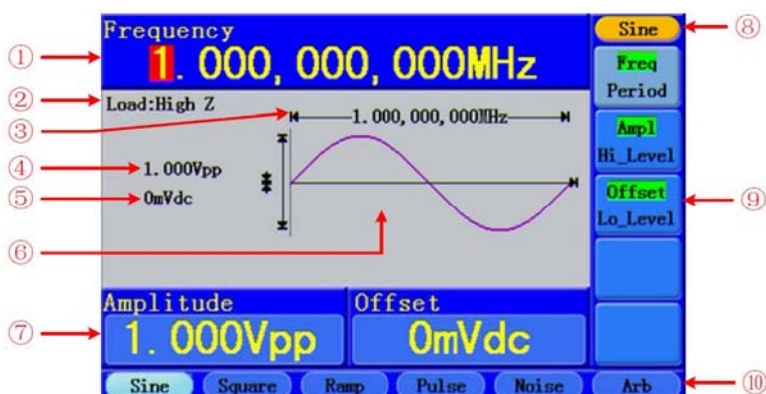 Frequency
Sine
⑧
①
1. 000, 000, 000MHz
Freq
Period
②
Load:High Z
③
1. 000, 000, 000MHz
Ampl
Hi_Level
④
1. 000Vpp
⑤
0mVdc
Offset
Lo_Level
⑨
⑥
Amplitude
Offset
⑦
1. 000Vpp
0mVdc
Sine
Square
Ramp
Pulse
Noise
Arb
⑩